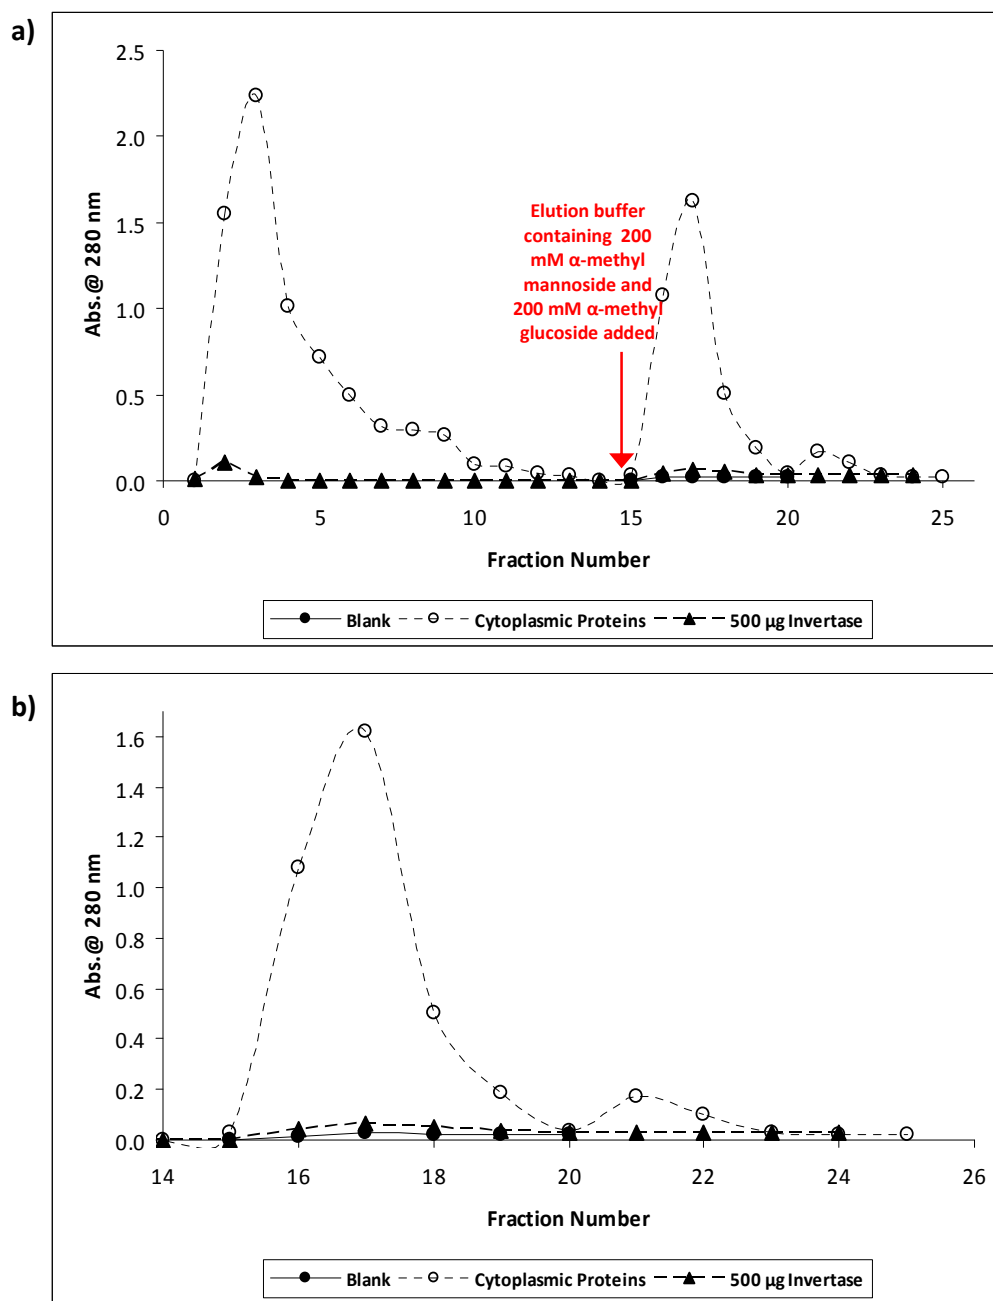 a)
2.5
2.0
1.5
1.0
0.5
0.0
Abs.@ 280 nm
Elution buffer
containing 200
mM α-methyl
mannoside and
200 mM α-methyl
glucoside added
0 5 10 15 20 25
Fraction Number
Blank Cytoplasmic Proteins 500 µg Invertase
b)
1.6
1.4
1.2
1.0
0.8
0.6
0.4
0.2
0.0
Abs.@ 280 nm
14 16 18 20 22 24 26
Fraction Number
Blank Cytoplasmic Proteins 500 µg Invertase